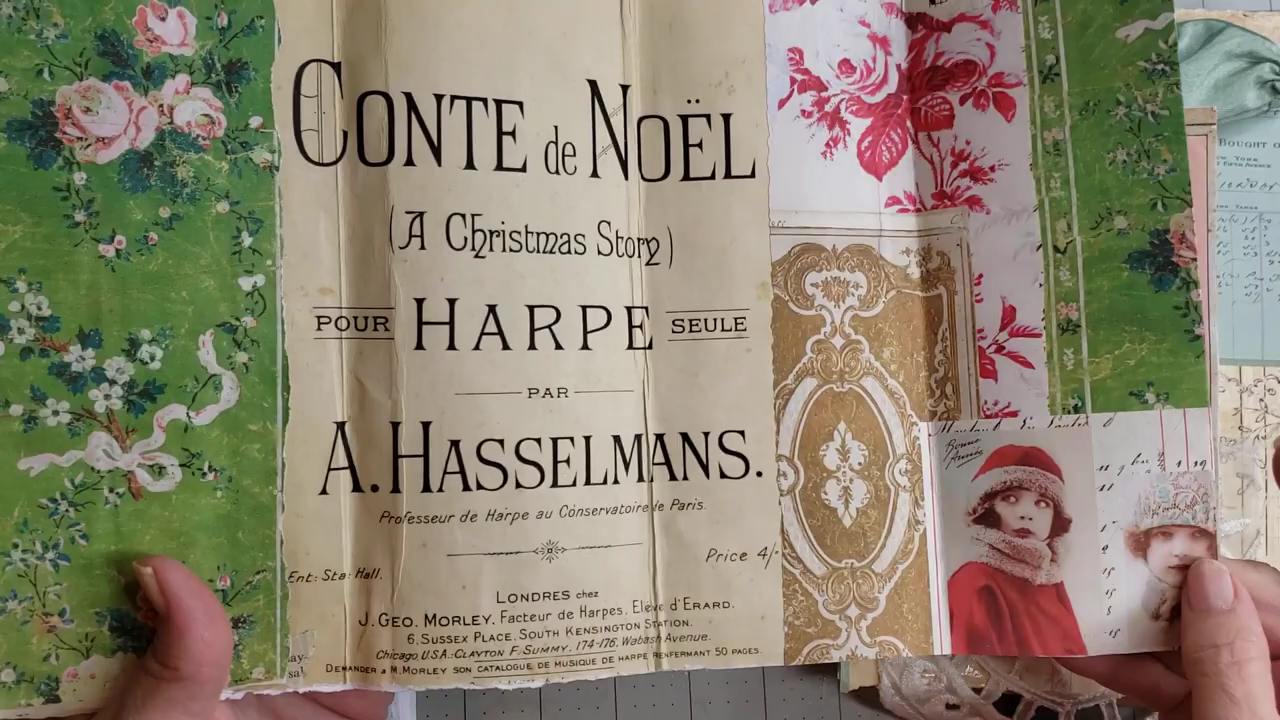 CONTE de NOËL
(A Christmas Story)
POUR HARPE SEULE
PAR
A. HASSELMANS.
Professeur de Harpe au Conservatoire le Paris.
Price 4/-
Ent: Sta: Hall.
LONDRES chez
J. GEO. MORLEY, Facteur de Harpes, Elève d'ERARD.
6, SUSSEX PLACE, SOUTH KENSINGTON STATION.
Chicago U.S.A.: CLAYTON F. SUMMY, 174-176, Wabash Avenue.
DEMANDER a M. MORLEY SON CATALOGUE DE MUSIQUE DE HARPE RENFERMANT 50 PAGES.
Bonne
Année
BOUGHT O